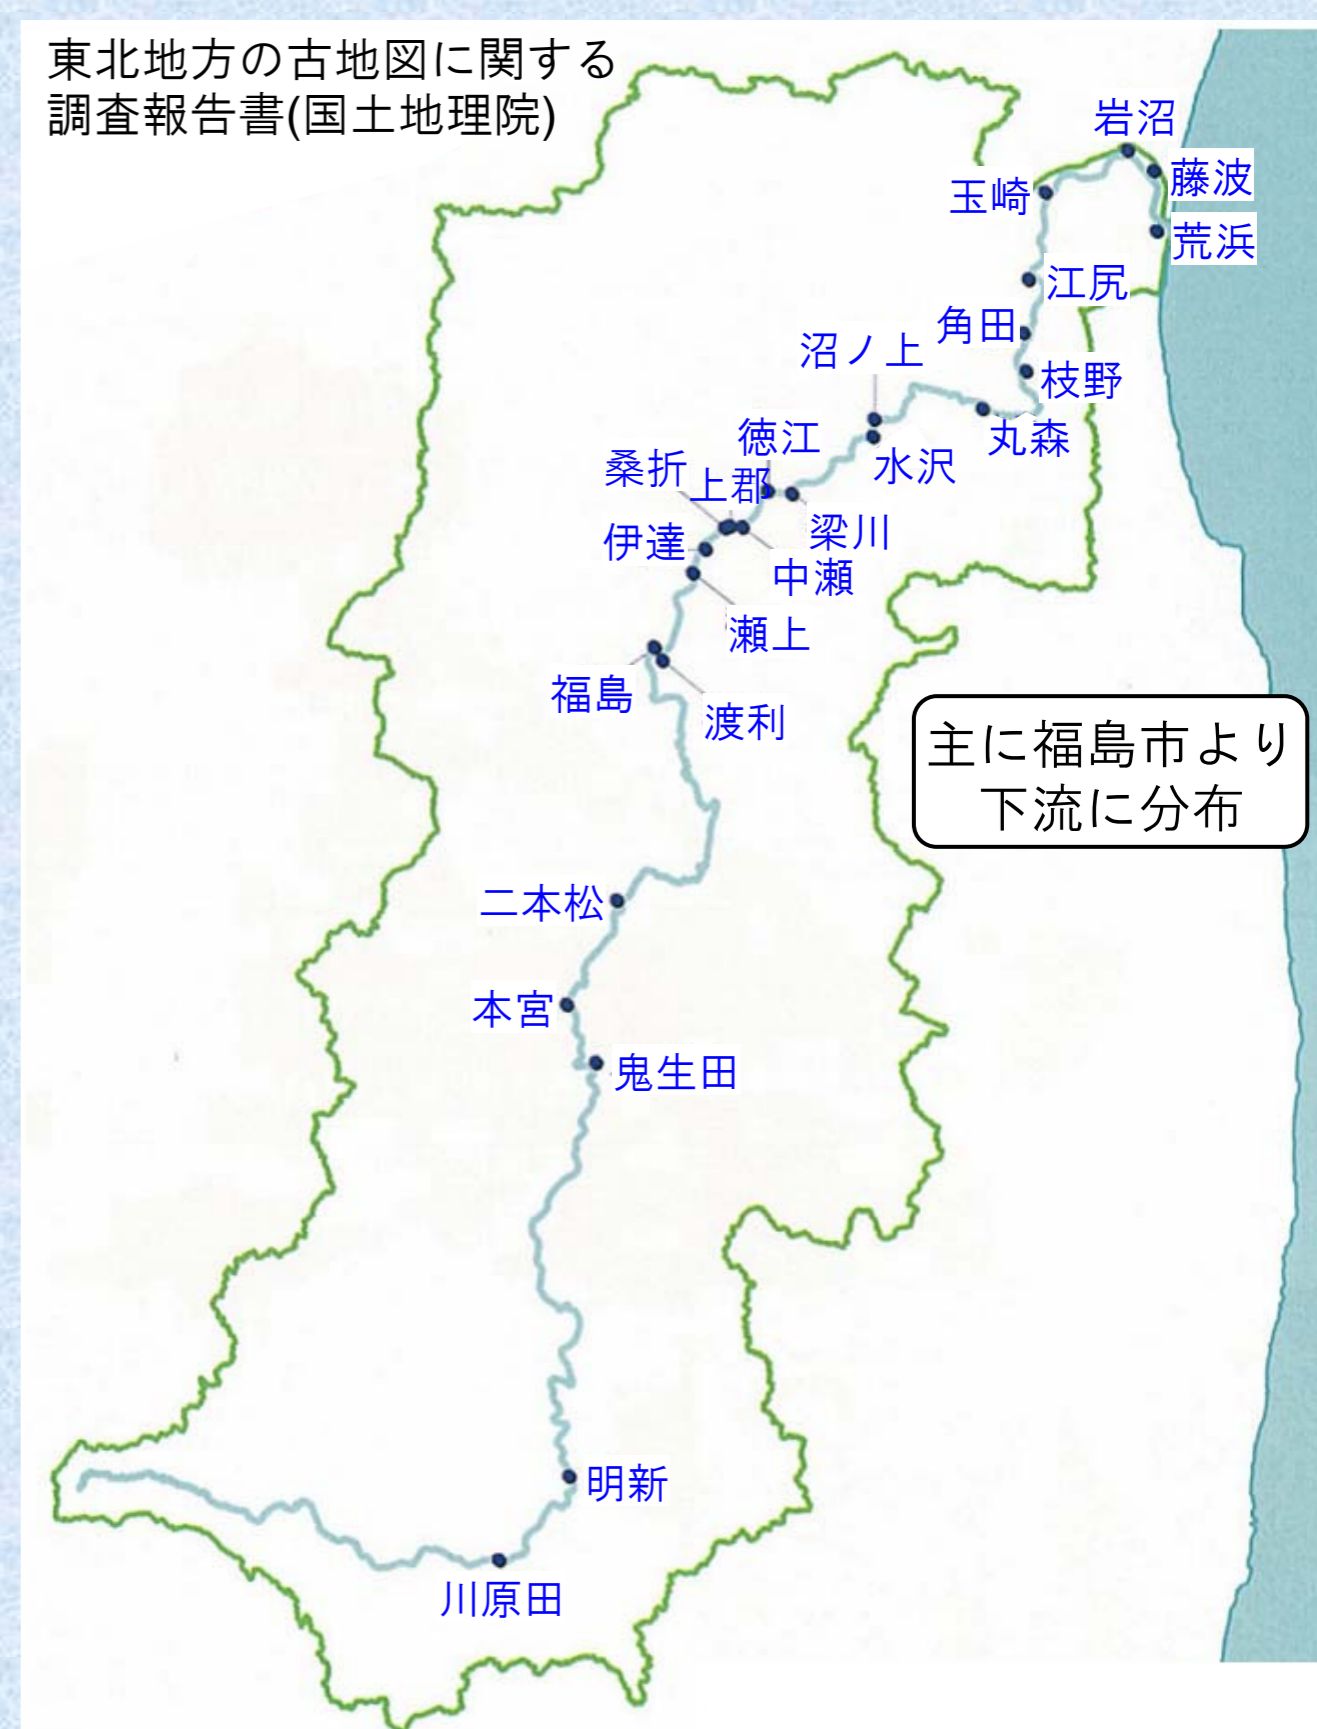 東北地方の古地図に関する
調査報告書(国土地理院)
岩沼
藤波
玉崎
荒浜
江尻
角田
沼ノ上
枝野
徳江
丸森
桑折
上郡
水沢
伊達
梁川
中瀬
瀬上
福島
渡利
主に福島市より
下流に分布
二本松
本宮
鬼生田
明新
川原田